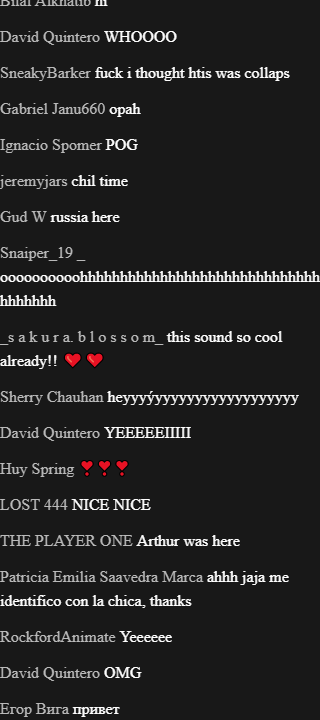 Bilal Alkhatib hi
David Quintero WHOOOO
SneakyBarker fuck i thought htis was collaps
Gabriel Janu660 opah
Ignacio Spomer POG
jeremyjars chil time
Gud W russia here
Snaiper_19 _
oooooooooohhhhhhhhhhhhhhhhhhhhhhhhhhhhhh
hhhhhhh
_s a k u r a. b l o s s o m_ this sound so cool
already!! ❤️ ❤️
Sherry Chauhan heyyyýyyyyyyyyyyyyyyyyyy
David Quintero YEEEEEIIIII
Huy Spring ❣️❣️❣️
LOST 444 NICE NICE
THE PLAYER ONE Arthur was here
Patricia Emilia Saavedra Marca ahhh jaja me
identifico con la chica, thanks
RockfordAnimate Yeeeeee
David Quintero OMG
Егор Вига привет